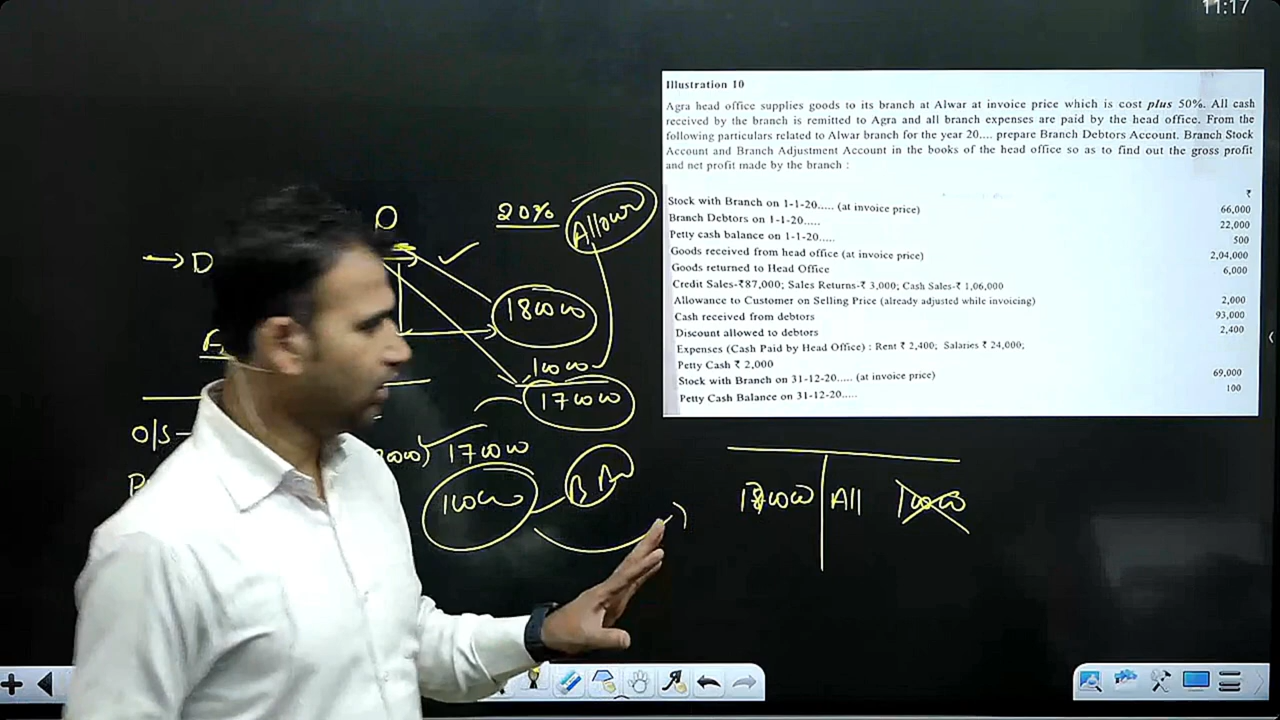 11:17
Illustration 10
Agra head office supplies goods to its branch at Alwar at invoice price which is cost plus 50%. All cash
received by the branch is remitted to Agra and all branch expenses are paid by the head office. From the
following particulars related to Alwar branch for the year 20.... prepare Branch Debtors Account. Branch Stock
Account and Branch Adjustment Account in the books of the head office so as to find out the gross profit
and net profit made by the branch :
₹
Stock with Branch on 1-1-20..... (at invoice price) 66,000
Branch Debtors on 1-1-20..... 22,000
Petty cash balance on 1-1-20..... 500
Goods received from head office (at invoice price) 2,04,000
Goods returned to Head Office 6,000
Credit Sales-₹87,000; Sales Returns-₹ 3,000; Cash Sales-₹ 1,06,000
Allowance to Customer on Selling Price (already adjusted while invoicing) 2,000
Cash received from debtors 93,000
Discount allowed to debtors 2,400
Expenses (Cash Paid by Head Office) : Rent ₹ 2,400; Salaries ₹ 24,000;
Petty Cash ₹ 2,000
Stock with Branch on 31-12-20..... (at invoice price) 69,000
Petty Cash Balance on 31-12-20..... 100
D
20%
D
O/S
All